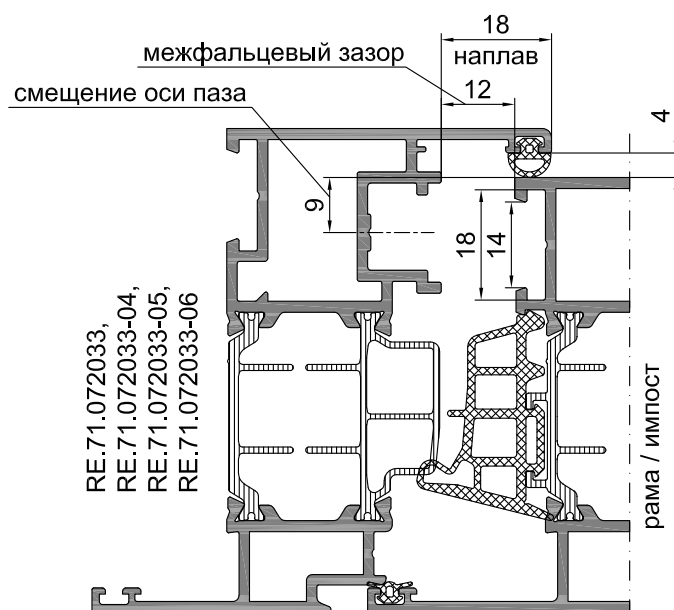 18
межфальцевый зазор
наплав
12
смещение оси паза
4
9
18
14
RE.71.072033,
RE.71.072033-04,
RE.71.072033-05,
RE.71.072033-06
рама / импост